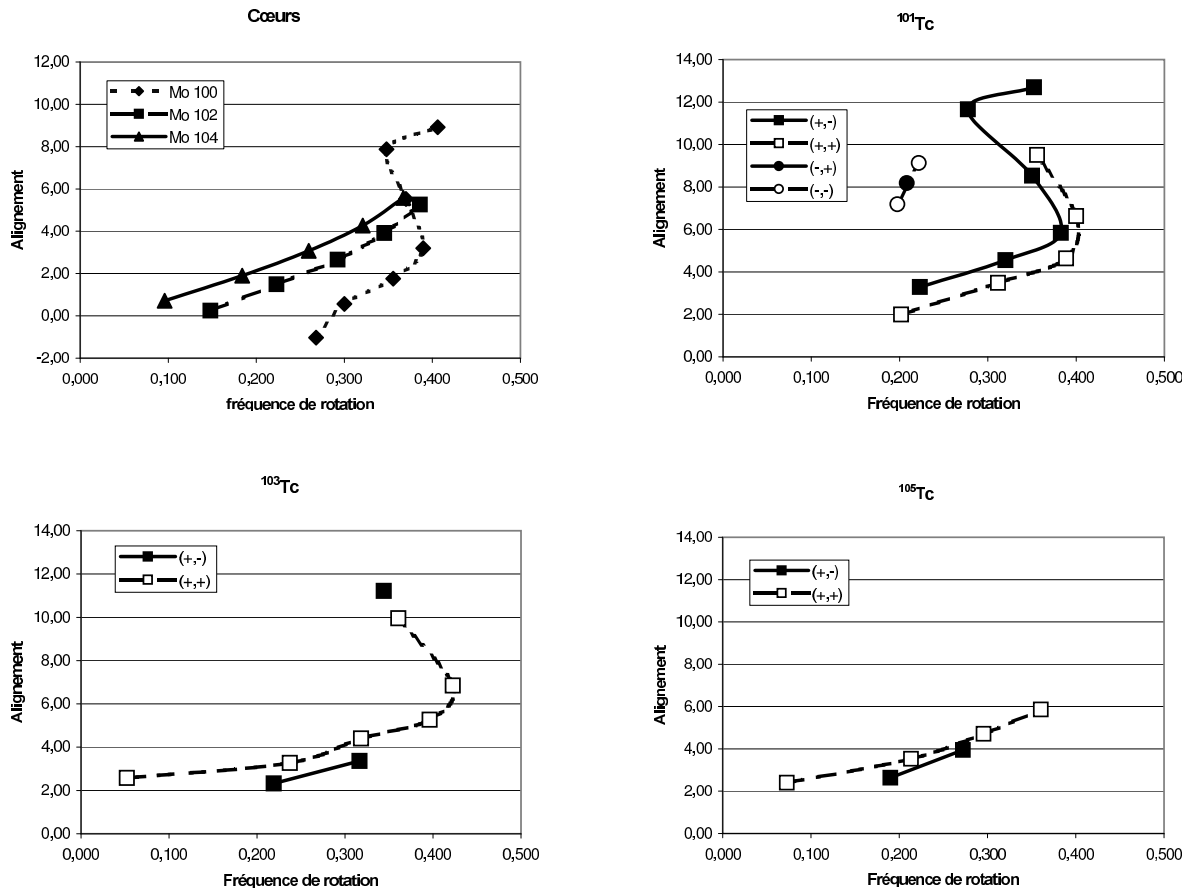 Cœurs
12,00
10,00
8,00
6,00
4,00
2,00
0,00
-2,00
Alignement
Mo 100
Mo 102
Mo 104
0,000 0,100 0,200 0,300 0,400 0,500
fréquence de rotation
¹⁰¹Tc
14,00
12,00
10,00
8,00
6,00
4,00
2,00
0,00
Alignement
(+,-)
(+,+)
(-,+)
(-,-)
0,000 0,100 0,200 0,300 0,400 0,500
Fréquence de rotation
¹⁰³Tc
14,00
12,00
10,00
8,00
6,00
4,00
2,00
0,00
Alignement
(+,-)
(+,+)
0,000 0,100 0,200 0,300 0,400 0,500
Fréquence de rotation
¹⁰⁵Tc
14,00
12,00
10,00
8,00
6,00
4,00
2,00
0,00
Alignement
(+,-)
(+,+)
0,000 0,100 0,200 0,300 0,400 0,500
Fréquence de rotation